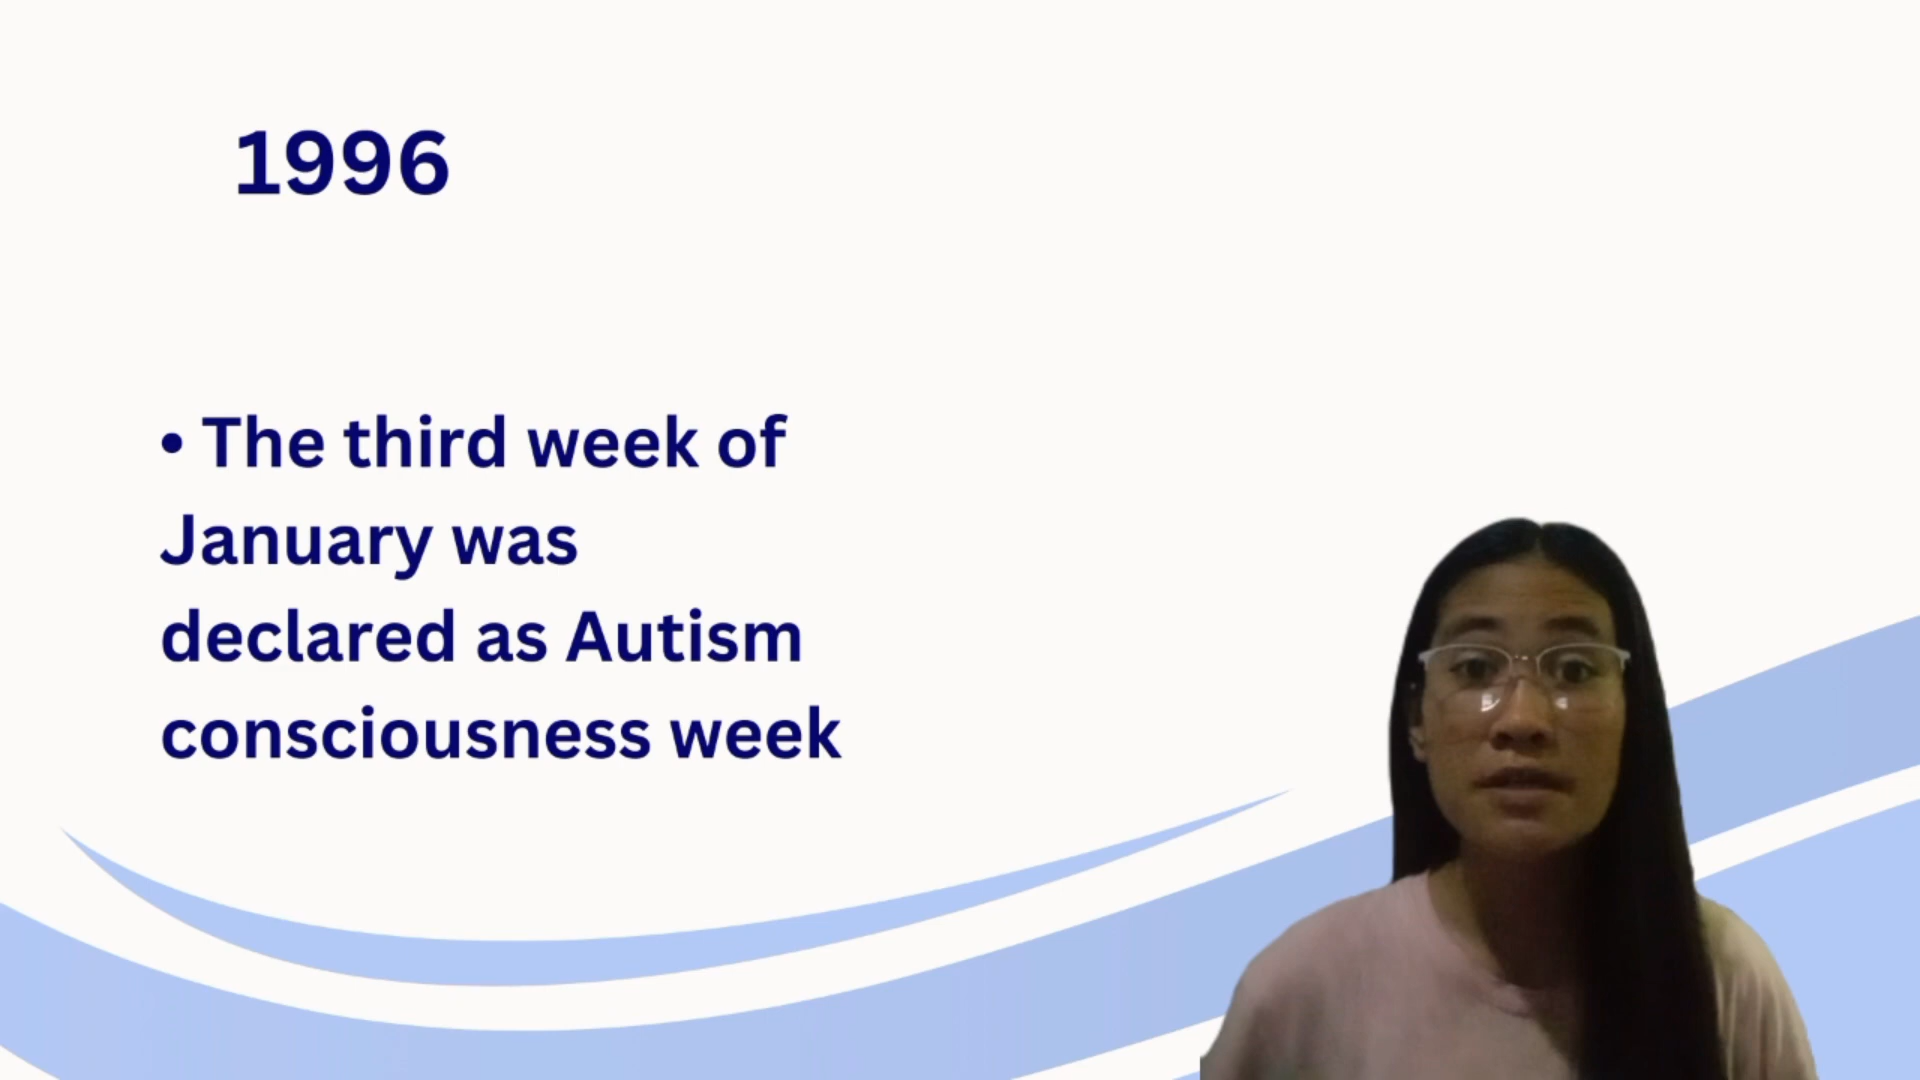 1996
• The third week of
January was
declared as Autism
consciousness week